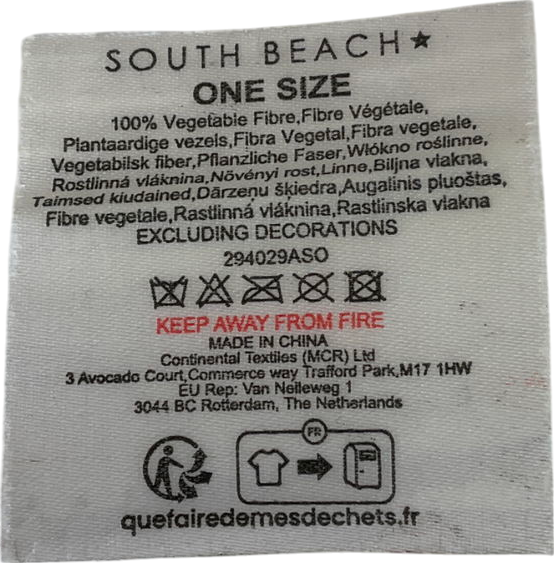 SOUTH BEACH★
ONE SIZE
100% Vegetable Fibre,Fibre Végétale,
Plantaardige vezels,Fibra Vegetal,Fibra vegetale,
Vegetabilsk fiber,Pflanzliche Faser,Włókno roślinne,
Rostlinná vláknina,Növényi rost,Linne,Biljna vlakna,
Taimsed kiudained,Dārzeņu šķiedra,Augalinis pluoštas,
Fibre vegetale,Rastlinná vláknina,Rastlinska vlakna
EXCLUDING DECORATIONS
294029ASO
KEEP AWAY FROM FIRE
MADE IN CHINA
Continental Textiles (MCR) Ltd
3 Avocado Court,Commerce way Trafford Park,M17 1HW
EU Rep: Van Nelleweg 1
3044 BC Rotterdam, The Netherlands
FR
quefairedemesdechets.fr